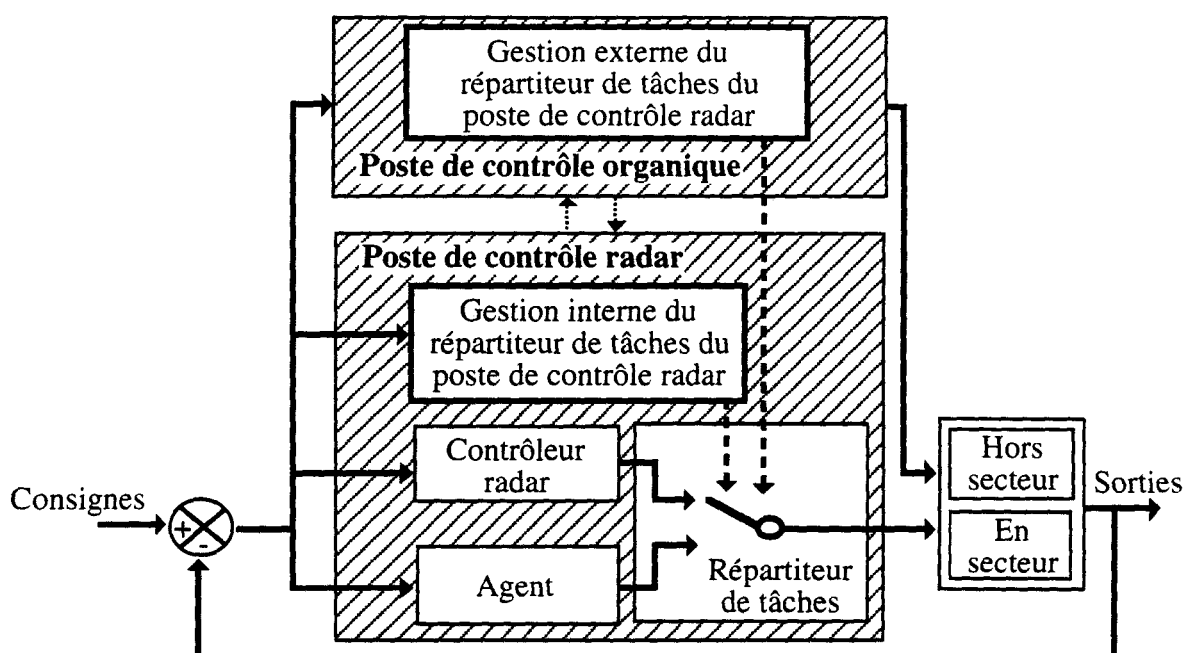 Gestion externe du
répartiteur de tâches du
poste de contrôle radar
Poste de contrôle organique
Poste de contrôle radar
Gestion interne du
répartiteur de tâches du
poste de contrôle radar
Contrôleur
radar
Agent
Répartiteur
de tâches
Consignes
+
-
Hors
secteur
En
secteur
Sorties